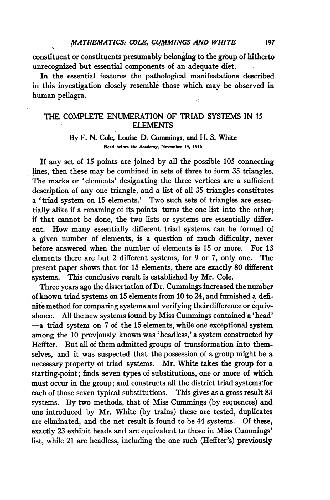 MATHEMATICS: COLE, CUMMINGS AND WHITE 197
constituent or constituents presumably belonging to the group of hitherto
unrecognized but essential components of an adequate diet.
In the essential features the pathological manifestations described
in this investigation closely resemble those which may be observed in
human pellagra.
THE COMPLETE ENUMERATION OF TRIAD SYSTEMS IN 15
ELEMENTS
By F. N. Cole, Louise D. Cummings, and H. S. White
Read before the Academy, November 14, 1916
If any set of 15 points are joined by all the possible 105 connecting
lines, then these may be combined in sets of three to form 35 triangles.
The marks or 'elements' designating the three vertices are a sufficient
description of any one triangle, and a list of all 35 triangles constitutes
a 'triad system on 15 elements.' Two such sets of triangles are essen-
tially alike if a renaming of its points turns the one list into the other;
if that cannot be done, the two lists or systems are essentially differ-
ent. How many essentially different triad systems can be formed of
a given number of elements, is a question of much difficulty, never
before answered when the number of elements is 15 or more. For 13
elements there are but 2 different systems, for 9 or 7, only one. The
present paper shows that for 15 elements, there are exactly 80 different
systems. This conclusive result is established by Mr. Cole.
Three years ago the dissertation of Dr. Cummings increased the number
of known triad systems on 15 elements from 10 to 24, and furnished a defi-
nite method for comparing systems and verifying their difference or equiv-
alence. All the new systems found by Miss Cummings contained a 'head'
—a triad system on 7 of the 15 elements, while one exceptional system
among the 10 previously known was 'headless,' a system constructed by
Heffter. But all of them admitted groups of transformation into them-
selves, and it was suspected that the possession of a group might be a
necessary property of triad systems. Mr. White takes the group for a
starting-point; finds seven types of substitutions, one or more of which
must occur in the group; and constructs all the district triad systems for
each of those seven typical substitutions. This gives as a gross result 83
systems. By two methods, that of Miss Cummings (by sequences) and
one introduced by Mr. White (by trains) these are tested, duplicates
are eliminated, and the net result is found to be 44 systems. Of these,
exactly 23 exhibit heads and are equivalent to those in Miss Cummings'
list, while 21 are headless, including the one such (Heffter's) previously